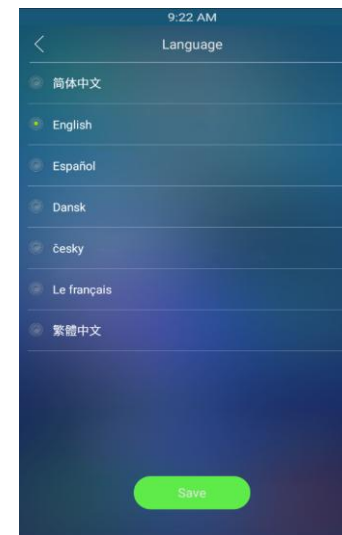 9:22 AM
Language
简体中文
English
Español
Dansk
česky
Le français
繁體中文
Save